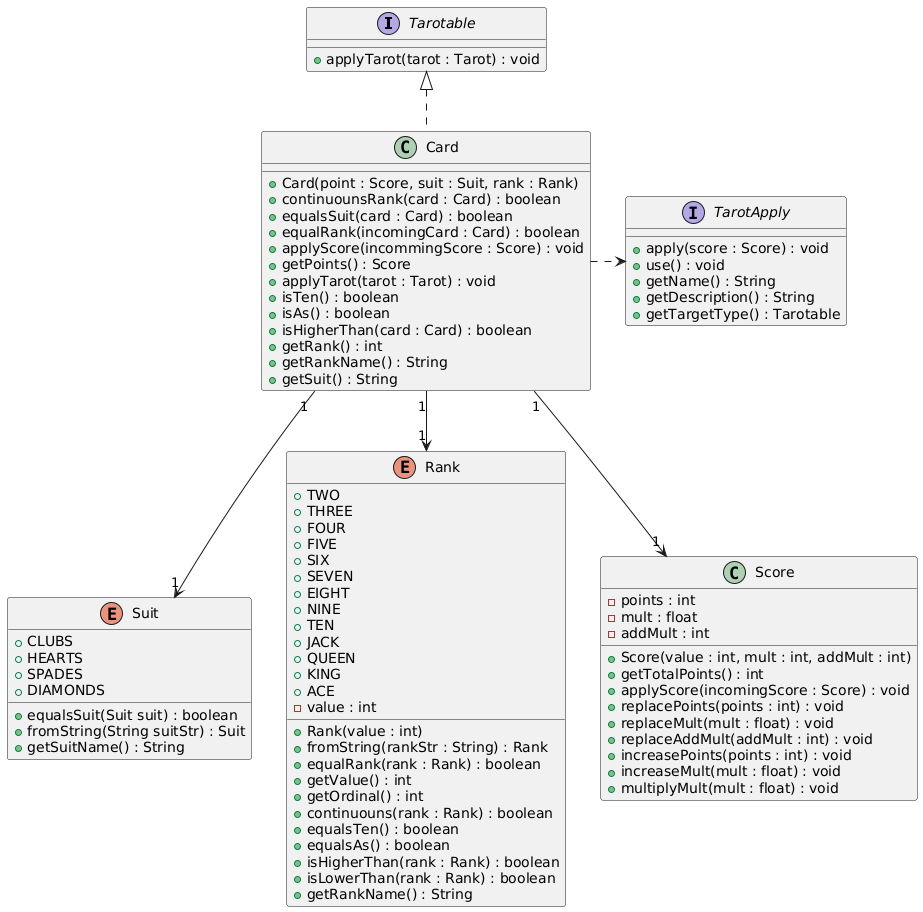 I Tarotable
applyTarot(tarot : Tarot) : void
C Card
Card(point : Score, suit : Suit, rank : Rank)
continuounsRank(card : Card) : boolean
equalsSuit(card : Card) : boolean
equalRank(incomingCard : Card) : boolean
applyScore(incommingScore : Score) : void
getPoints() : Score
applyTarot(tarot : Tarot) : void
isTen() : boolean
isAs() : boolean
isHigherThan(card : Card) : boolean
getRank() : int
getRankName() : String
getSuit() : String
I TarotApply
apply(score : Score) : void
use() : void
getName() : String
getDescription() : String
getTargetType() : Tarotable
1
1
1
1
1
1
E Suit
CLUBS
HEARTS
SPADES
DIAMONDS
equalsSuit(Suit suit) : boolean
fromString(String suitStr) : Suit
getSuitName() : String
E Rank
TWO
THREE
FOUR
FIVE
SIX
SEVEN
EIGHT
NINE
TEN
JACK
QUEEN
KING
ACE
value : int
Rank(value : int)
fromString(rankStr : String) : Rank
equalRank(rank : Rank) : boolean
getValue() : int
getOrdinal() : int
continuouns(rank : Rank) : boolean
equalsTen() : boolean
equalsAs() : boolean
isHigherThan(rank : Rank) : boolean
isLowerThan(rank : Rank) : boolean
getRankName() : String
C Score
points : int
mult : float
addMult : int
Score(value : int, mult : int, addMult : int)
getTotalPoints() : int
applyScore(incomingScore : Score) : void
replacePoints(points : int) : void
replaceMult(mult : float) : void
replaceAddMult(addMult : int) : void
increasePoints(points : int) : void
increaseMult(mult : float) : void
multiplyMult(mult : float) : void